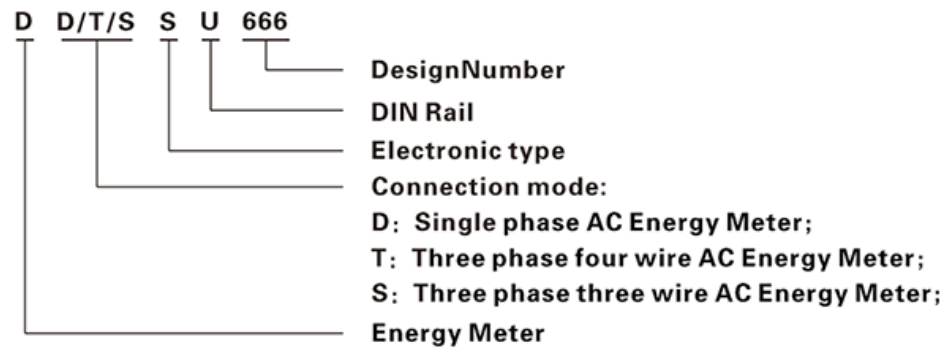 D D/T/S S U 666
DesignNumber
DIN Rail
Electronic type
Connection mode:
D: Single phase AC Energy Meter;
T: Three phase four wire AC Energy Meter;
S: Three phase three wire AC Energy Meter;
Energy Meter